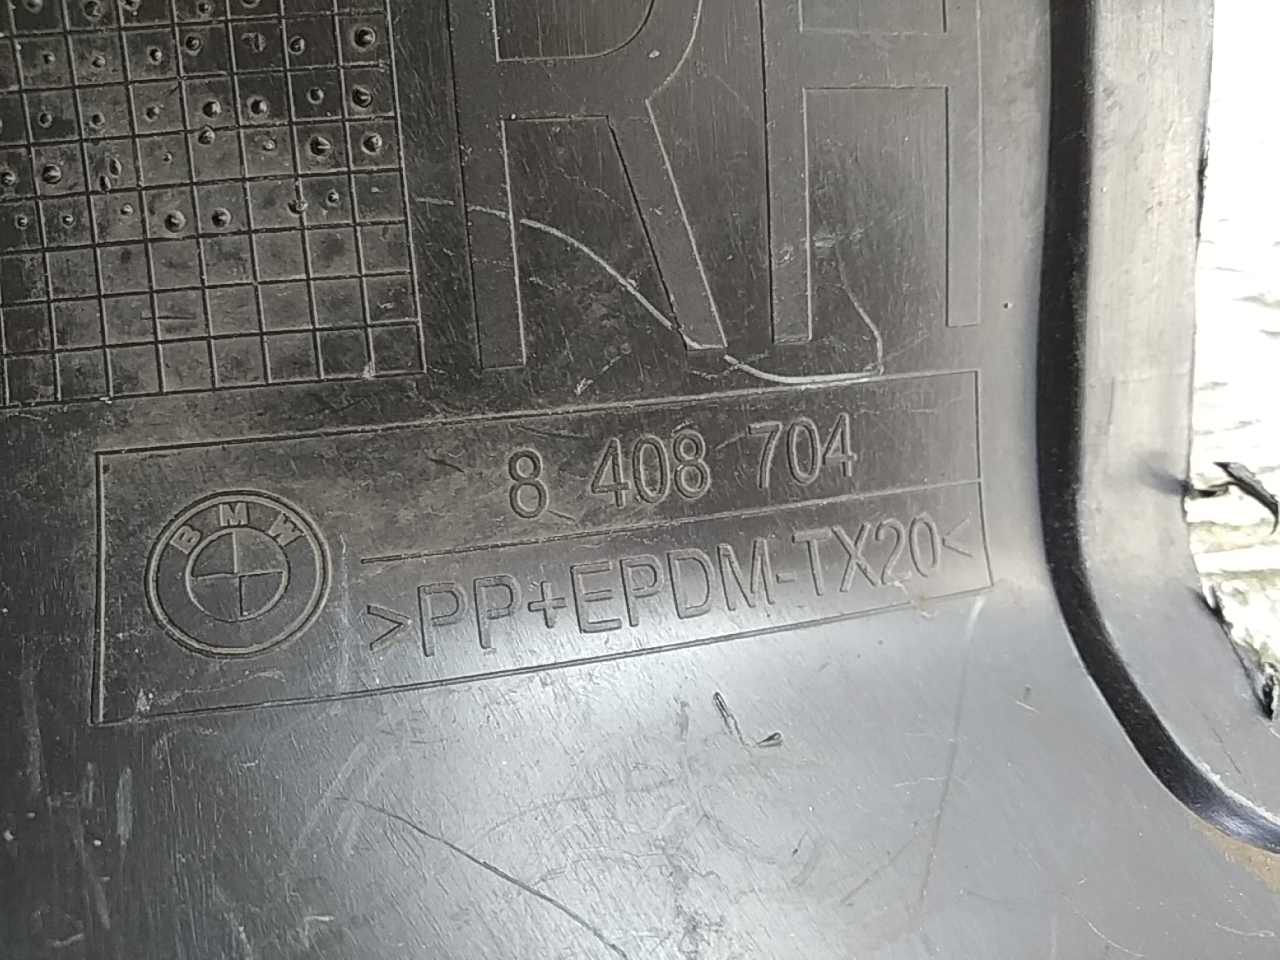 RH
8 408 704
BMW
>PP+EPDM-TX20<